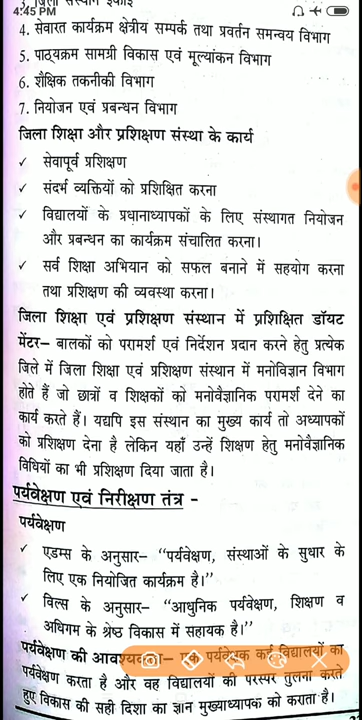 3. जिला संस्थान इकाई
4:45 PM
4. सेवारत कार्यक्रम क्षेत्रीय सम्पर्क तथा प्रवर्तन समन्वय विभाग
5. पाठ्यक्रम सामग्री विकास एवं मूल्यांकन विभाग
6. शैक्षिक तकनीकी विभाग
7. नियोजन एवं प्रबन्धन विभाग
जिला शिक्षा और प्रशिक्षण संस्था के कार्य
✓ सेवापूर्व प्रशिक्षण
✓ संदर्भ व्यक्तियों को प्रशिक्षित करना
✓ विद्यालयों के प्रधानाध्यापकों के लिए संस्थागत नियोजन
और प्रबन्धन का कार्यक्रम संचालित करना।
✓ सर्व शिक्षा अभियान को सफल बनाने में सहयोग करना
तथा प्रशिक्षण की व्यवस्था करना।
जिला शिक्षा एवं प्रशिक्षण संस्थान में प्रशिक्षित डॉयट
मेंटर– बालकों को परामर्श एवं निर्देशन प्रदान करने हेतु प्रत्येक
जिले में जिला शिक्षा एवं प्रशिक्षण संस्थान में मनोविज्ञान विभाग
होते हैं जो छात्रों व शिक्षकों को मनोवैज्ञानिक परामर्श देने का
कार्य करते हैं। यद्यपि इस संस्थान का मुख्य कार्य तो अध्यापकों
को प्रशिक्षण देना है लेकिन यहाँ उन्हें शिक्षण हेतु मनोवैज्ञानिक
विधियों का भी प्रशिक्षण दिया जाता है।
पर्यवेक्षण एवं निरीक्षण तंत्र -
पर्यवेक्षण
✓ एडम्स के अनुसार– “पर्यवेक्षण, संस्थाओं के सुधार के
लिए एक नियोजित कार्यक्रम है।”
✓ विल्स के अनुसार– “आधुनिक पर्यवेक्षण, शिक्षण व
अधिगम के श्रेष्ठ विकास में सहायक है।”
पर्यवेक्षण की आवश्यकता– एक पर्यवेक्षक कई विद्यालयों का
पर्यवेक्षण करता है और वह विद्यालयों की परस्पर तुलना करते
हुए विकास की सही दिशा का ज्ञान मुख्याध्यापक को कराता है।